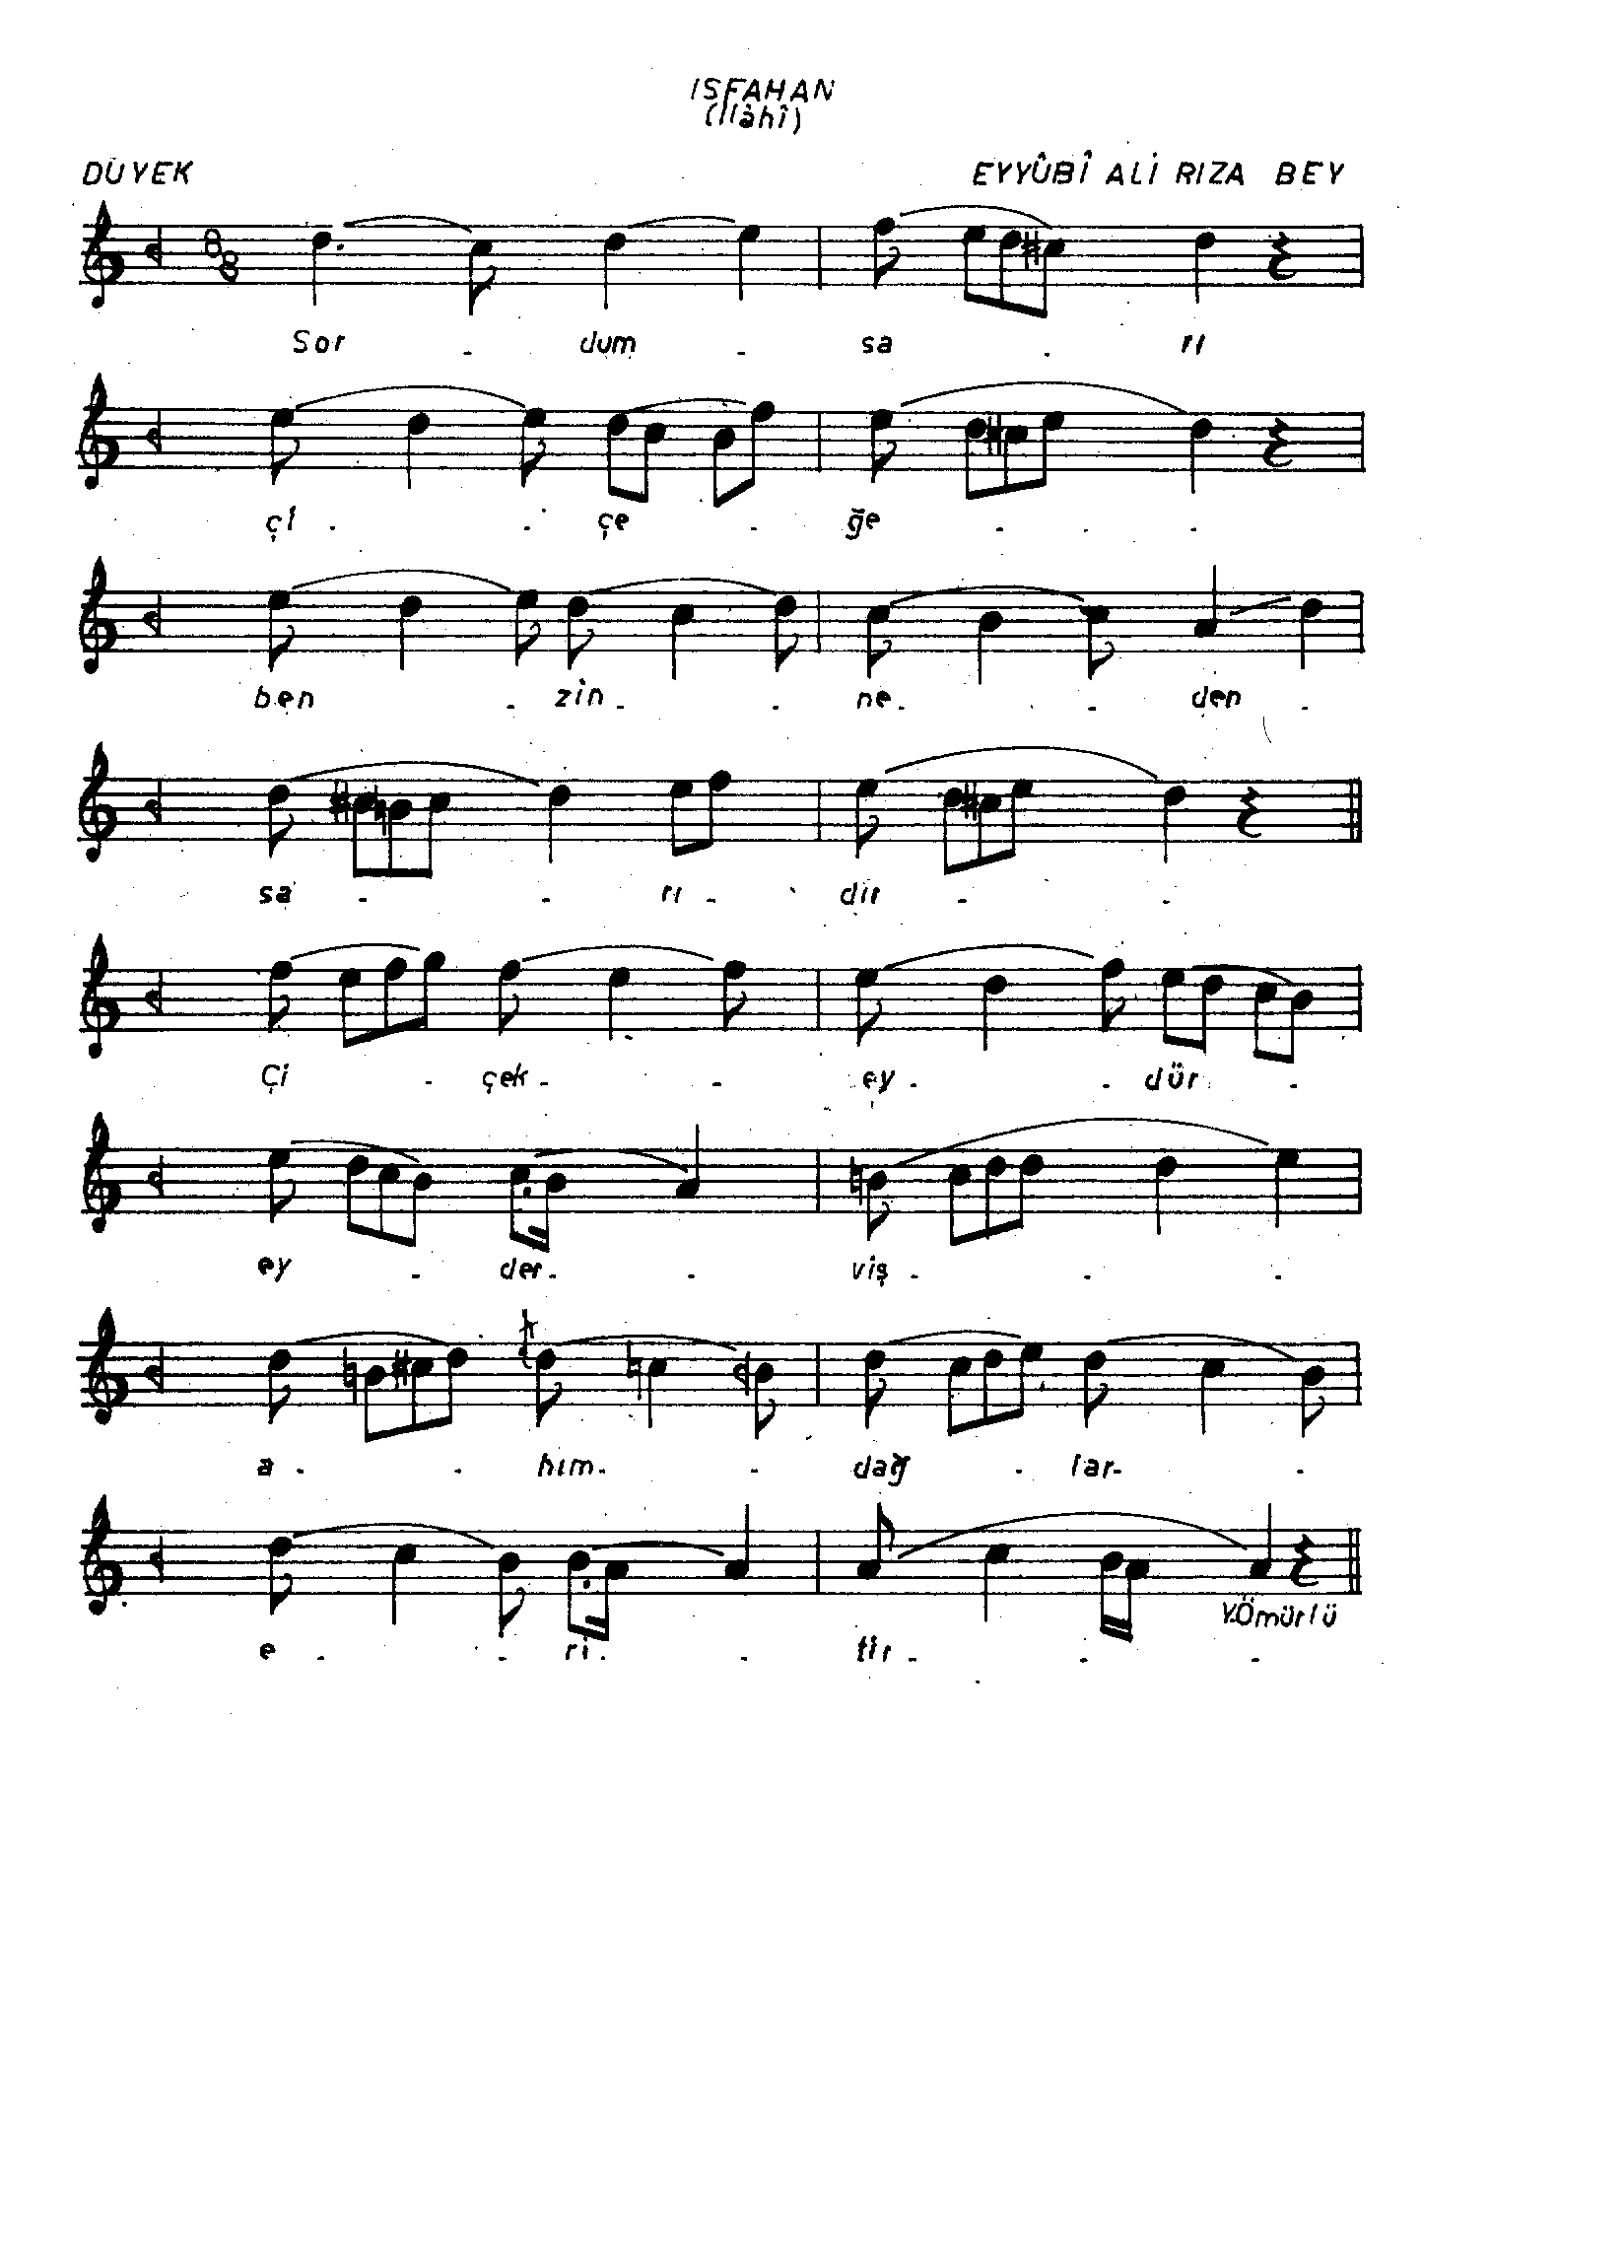 ISFAHAN
(İlâhî)
DÜYEK EYYÛBÎ ALİ RIZA BEY
8
8
Sor - dum - sa - rı
çi - - çe - ğe - - -
ben - zin - - ne - - den -
sa - - rı - dır - -
Çi - çek - - ey - - dür -
ey - der - - viş - - -
a - - hım - - dağ - lar - -
e - - ri - - tir - - -
Y.Ömürlü